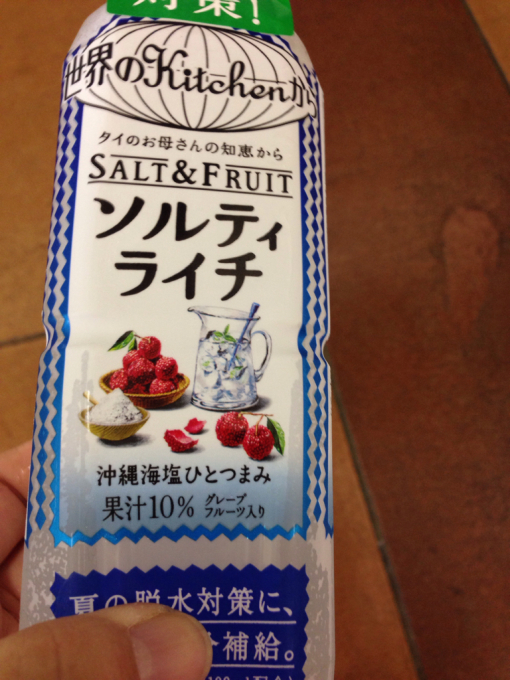 対策!
世界のKitchenから
タイのお母さんの知恵から
SALT&FRUIT
ソルティ
ライチ
沖縄海塩ひとつまみ
果汁10% グレープ
フルーツ入り
夏の脱水対策に、
補給。